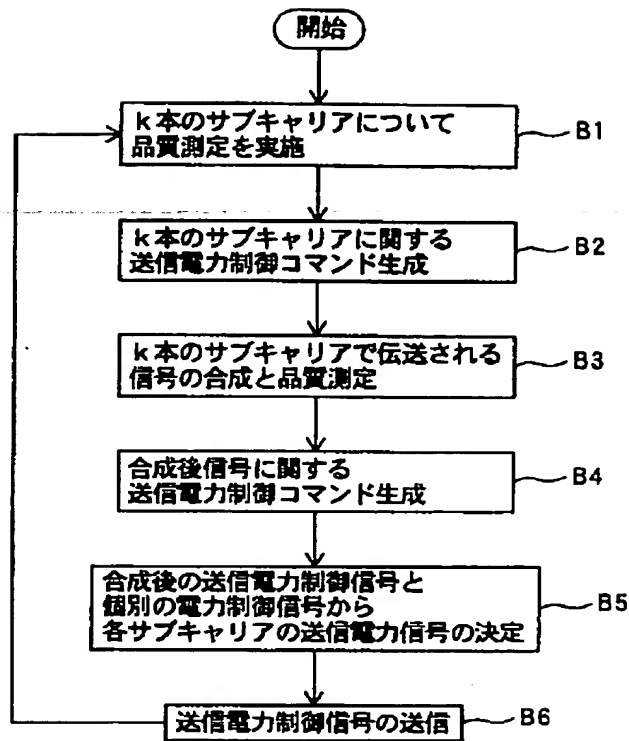 開始
k本のサブキャリアについて
品質測定を実施
B1
k本のサブキャリアに関する
送信電力制御コマンド生成
B2
k本のサブキャリアで伝送される
信号の合成と品質測定
B3
合成後信号に関する
送信電力制御コマンド生成
B4
合成後の送信電力制御信号と
個別の電力制御信号から
各サブキャリアの送信電力信号の決定
B5
送信電力制御信号の送信
B6